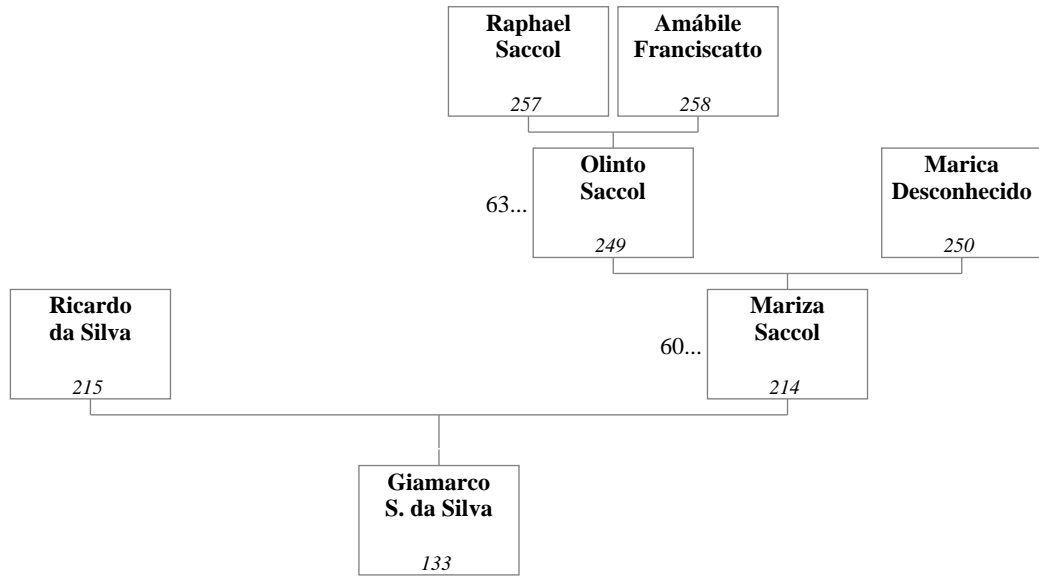 Raphael
Saccol
257
Amábile
Franciscatto
258
63...
Olinto
Saccol
249
Marica
Desconhecido
250
Ricardo
da Silva
215
60...
Mariza
Saccol
214
Giamarco
S. da Silva
133